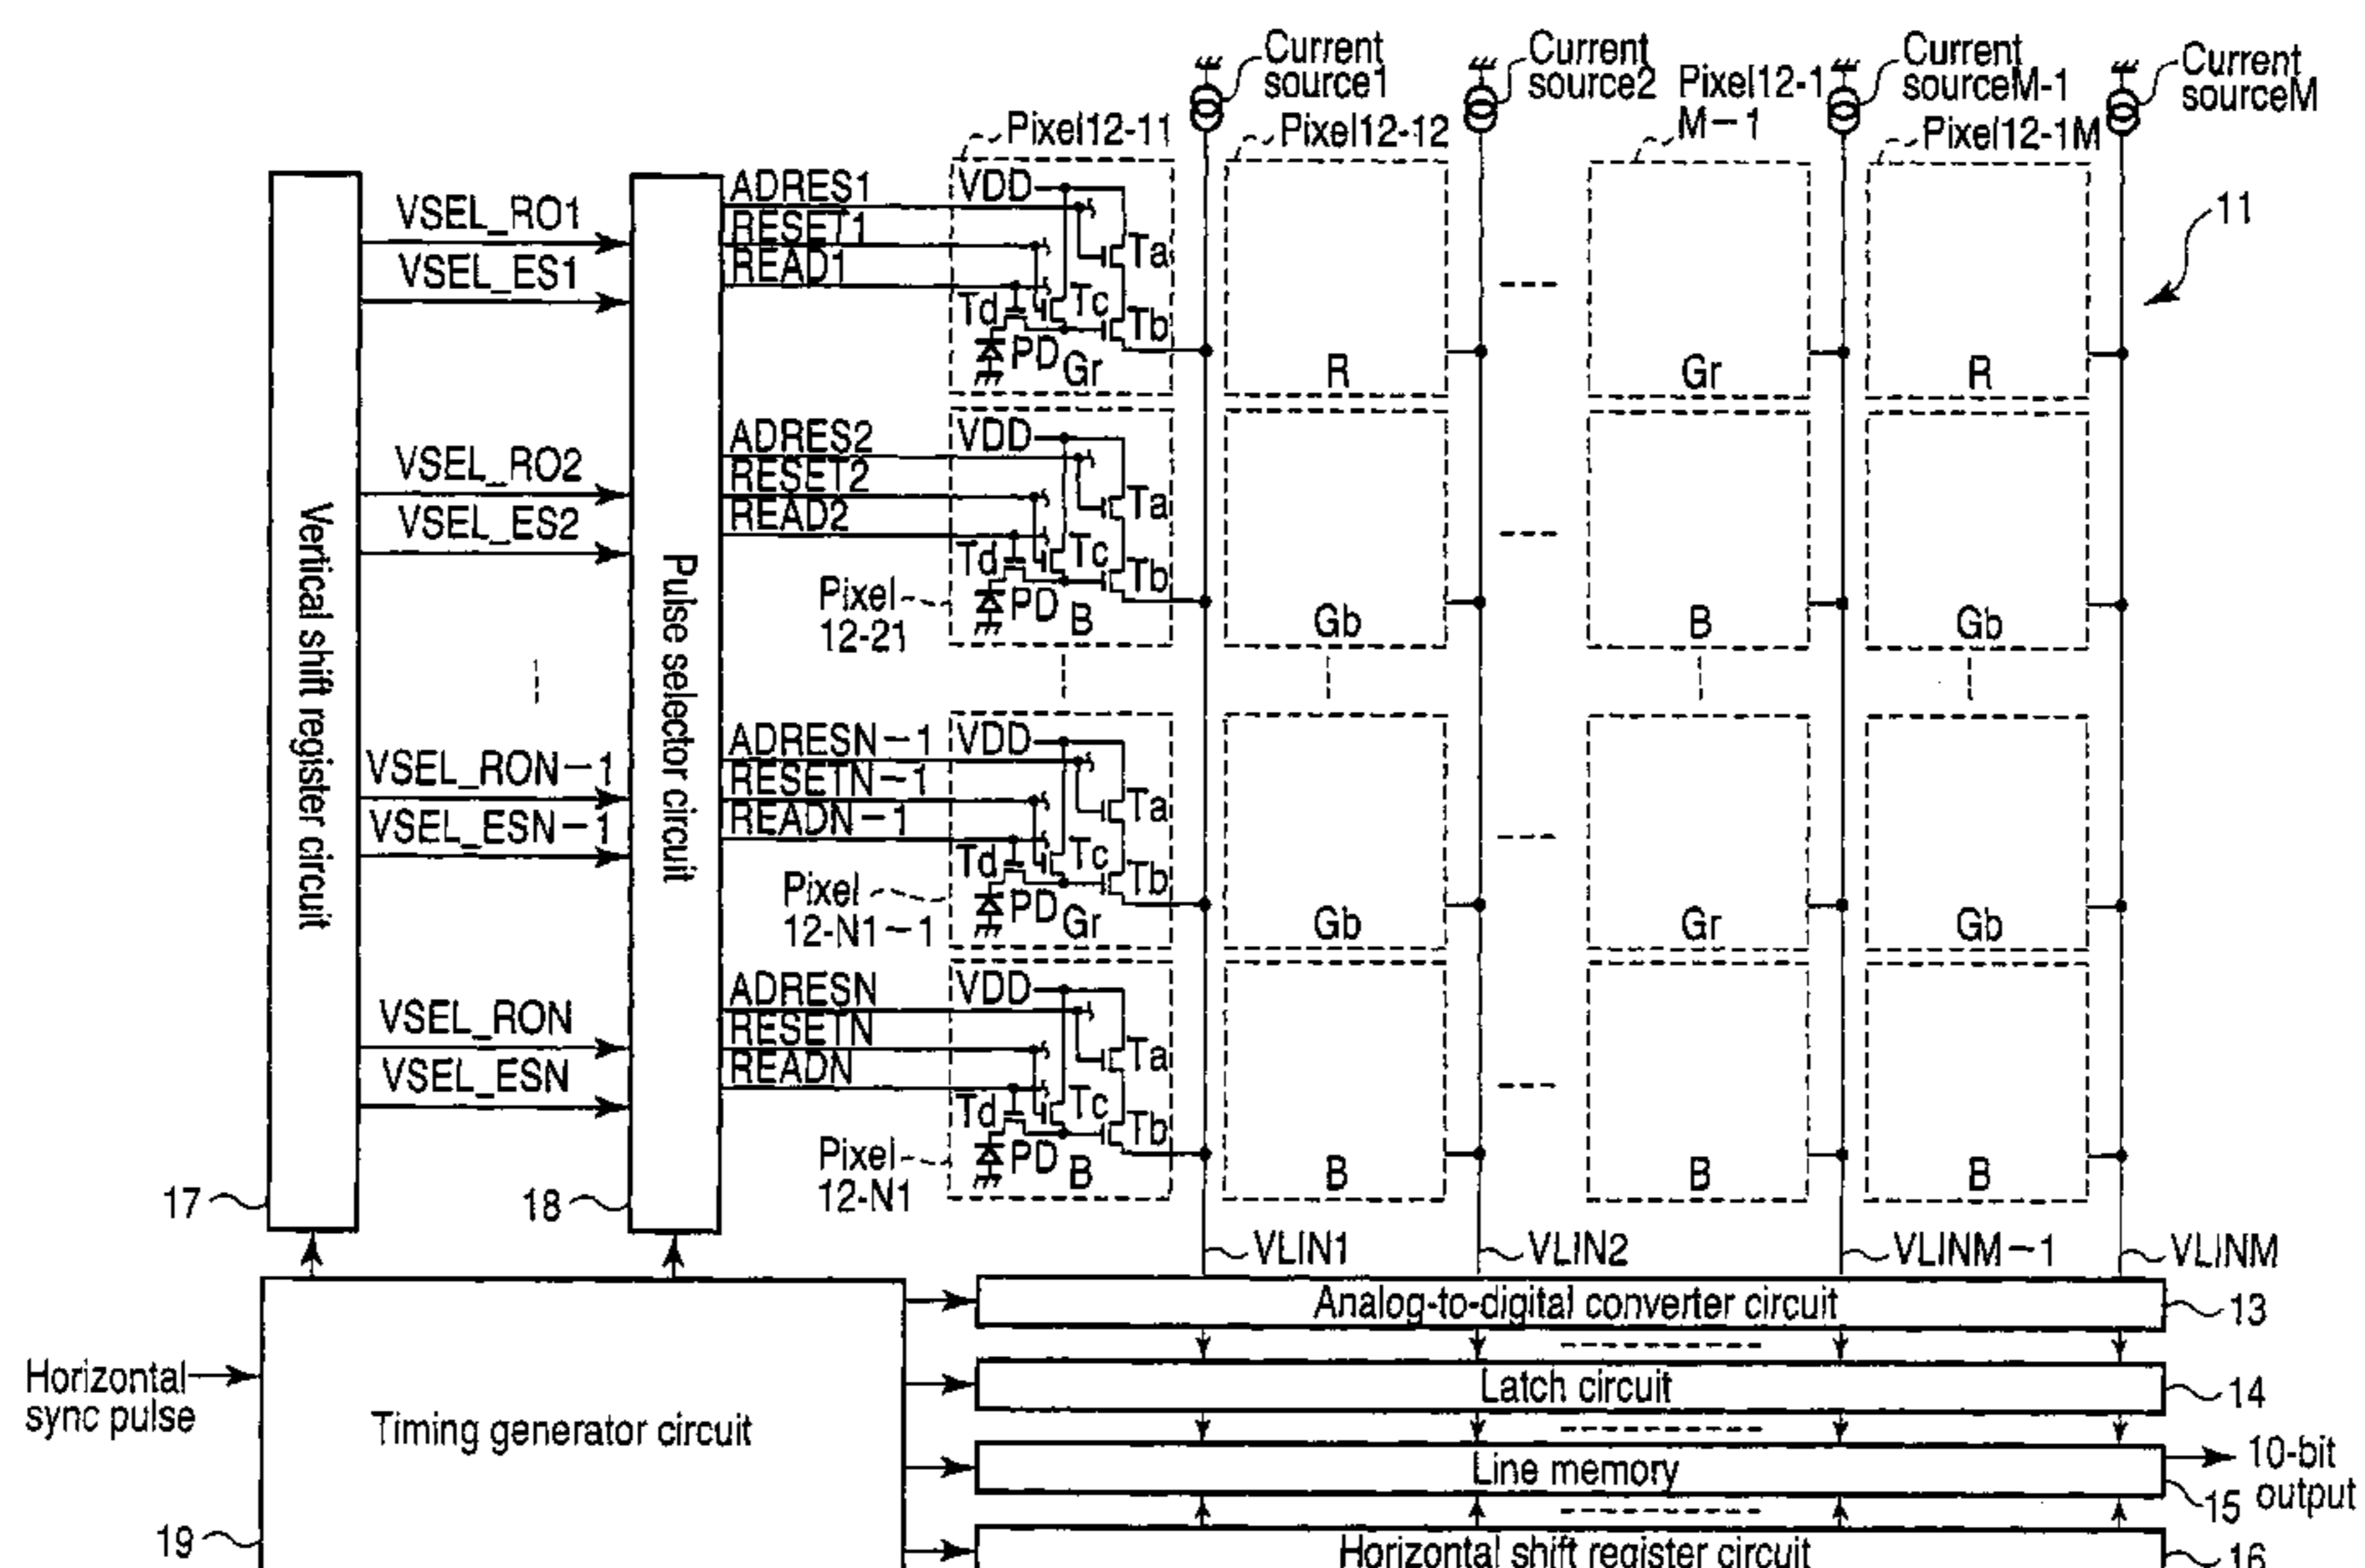 Current
source1
Current
source2
Pixel12-1
M-1
Current
sourceM-1
Current
sourceM
Pixel12-11
Pixel12-12
Pixel12-1M
11
VSEL_RO1
VSEL_ES1
ADRES1
RESET1
READ1
VDD
Ta
Td
Tc
Tb
PD
Gr
R
Gr
R
VSEL_RO2
VSEL_ES2
ADRES2
RESET2
READ2
VDD
Ta
Td
Tc
Tb
PD
B
Pixel
12-21
Gb
B
Gb
Vertical shift register circuit
Pulse selector circuit
VSEL_RON-1
VSEL_ESN-1
ADRESN-1
RESETN-1
READN-1
VDD
Ta
Td
Tc
Tb
PD
Gr
Pixel
12-N1-1
Gb
Gr
Gb
VSEL_RON
VSEL_ESN
ADRESN
RESETN
READN
VDD
Ta
Td
Tc
Tb
PD
B
Pixel
12-N1
B
B
B
17
18
VLIN1
VLIN2
VLINM-1
VLINM
Analog-to-digital converter circuit
13
Horizontal
sync pulse
Timing generator circuit
Latch circuit
14
Line memory
10-bit
output
15
19
Horizontal shift register circuit
16